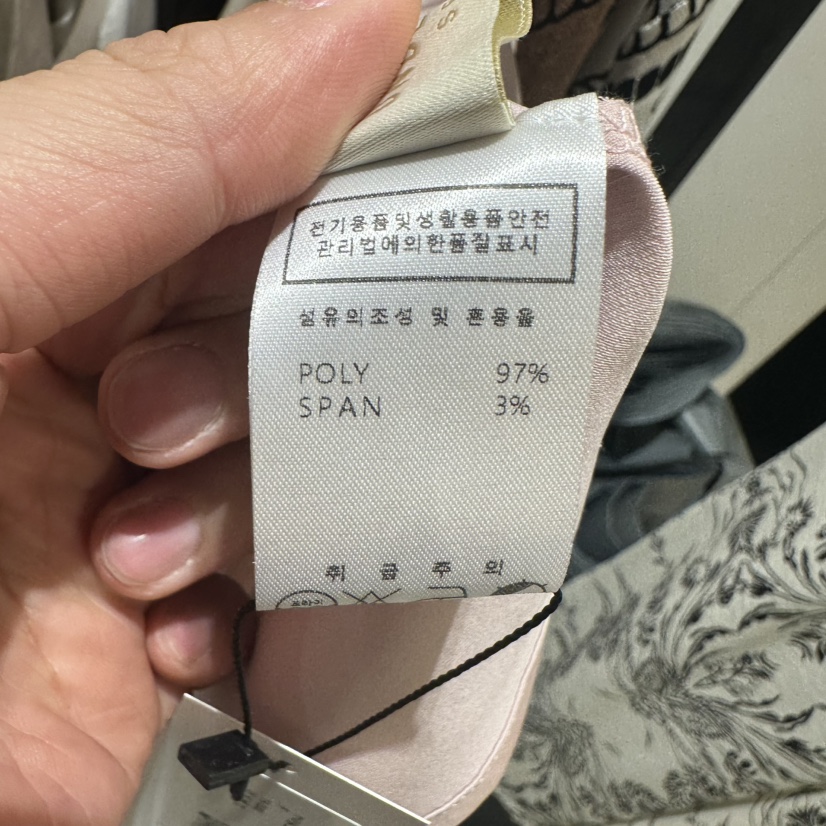 전기용품및생활용품안전
관리법에의한품질표시
섬유의조성 및 혼용율
POLY 97%
SPAN 3%
취 급 주 의